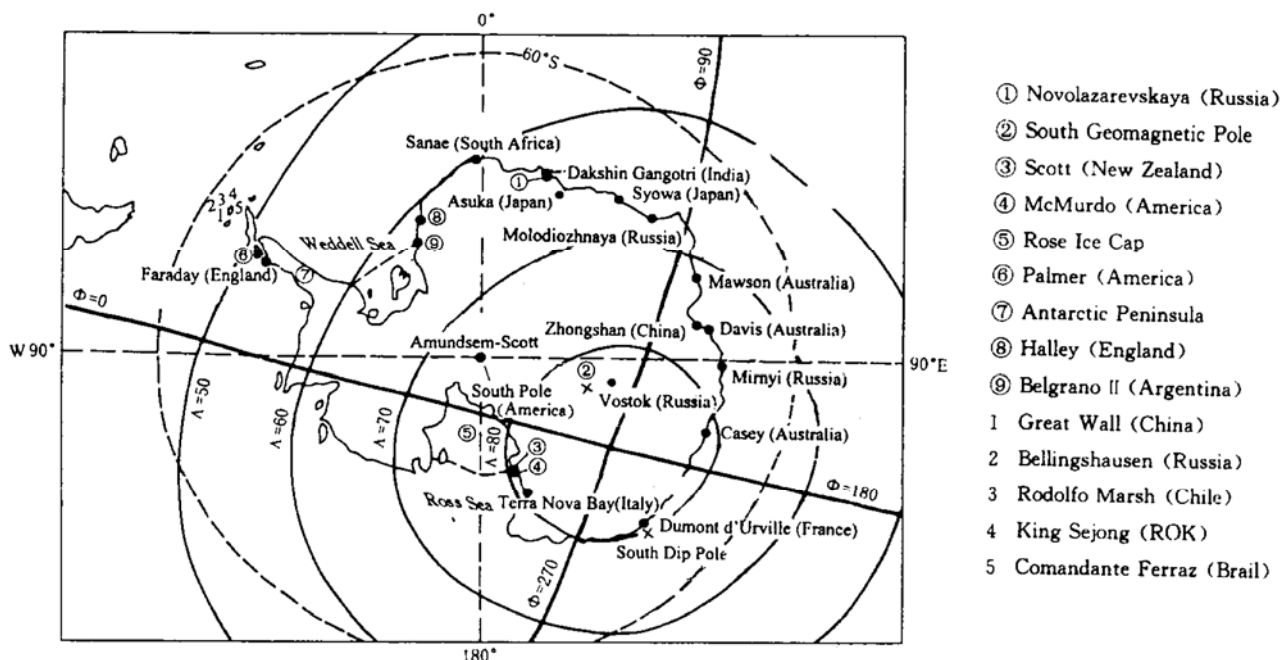 0°
60°S
Φ=90
Sanae (South Africa)
①
Dakshin Gangotri (India)
Asuka (Japan)
Syowa (Japan)
2 3 4
1 5
⑧
Weddell Sea
⑨
Molodiozhnaya (Russia)
⑥
Faraday (England)
⑦
Mawson (Australia)
Φ=0
Zhongshan (China)
Davis (Australia)
W 90°
Amundsem-Scott
90°E
②
Mirnyi (Russia)
South Pole
(America)
Vostok (Russia)
Λ=50
Λ=60
Λ=70
⑤
Λ=80
Casey (Australia)
③
④
Φ=180
Ross Sea
Terra Nova Bay(Italy)
Dumont d'Urville (France)
South Dip Pole
Φ=270
180°
① Novolazarevskaya (Russia)
② South Geomagnetic Pole
③ Scott (New Zealand)
④ McMurdo (America)
⑤ Rose Ice Cap
⑥ Palmer (America)
⑦ Antarctic Peninsula
⑧ Halley (England)
⑨ Belgrano II (Argentina)
1 Great Wall (China)
2 Bellingshausen (Russia)
3 Rodolfo Marsh (Chile)
4 King Sejong (ROK)
5 Comandante Ferraz (Brail)